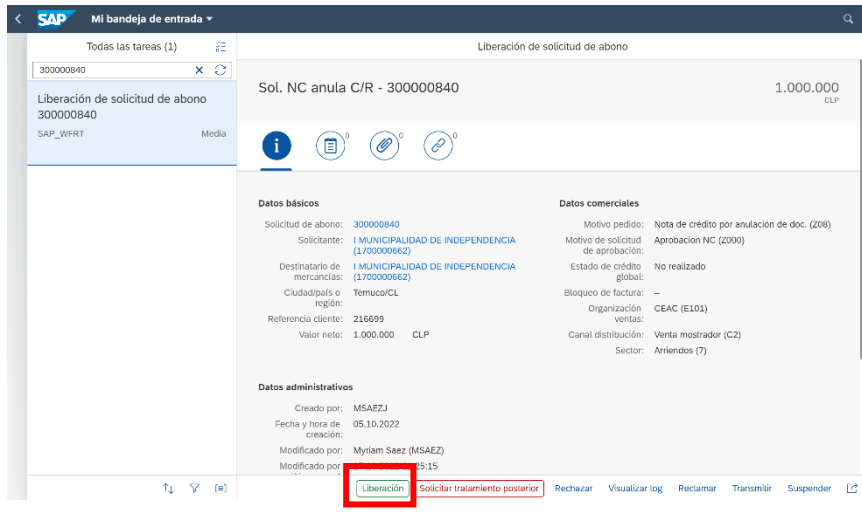 SAP Mi bandeja de entrada
Todas las tareas (1)
300000840
Liberación de solicitud de abono
300000840
SAP_WFRT Media
Liberación de solicitud de abono
Sol. NC anula C/R - 300000840
1.000.000
CLP
0 0 0
Datos básicos
Solicitud de abono: 300000840
Solicitante: I MUNICIPALIDAD DE INDEPENDENCIA
(1700000662)
Destinatario de I MUNICIPALIDAD DE INDEPENDENCIA
mercancías: (1700000662)
Ciudad/país o Temuco/CL
región:
Referencia cliente: 216699
Valor neto: 1.000.000 CLP
Datos comerciales
Motivo pedido: Nota de crédito por anulación de doc. (Z08)
Motivo de solicitud Aprobacion NC (Z000)
de aprobación:
Estado de crédito No realizado
global:
Bloqueo de factura: –
Organización CEAC (E101)
ventas:
Canal distribución: Venta mostrador (C2)
Sector: Arriendos (7)
Datos administrativos
Creado por: MSAEZJ
Fecha y hora de 05.10.2022
creación:
Modificado por: Myriam Saez (MSAEZ)
Modificado por 25:15
Liberación Solicitar tratamiento posterior Rechazar Visualizar log Reclamar Transmitir Suspender